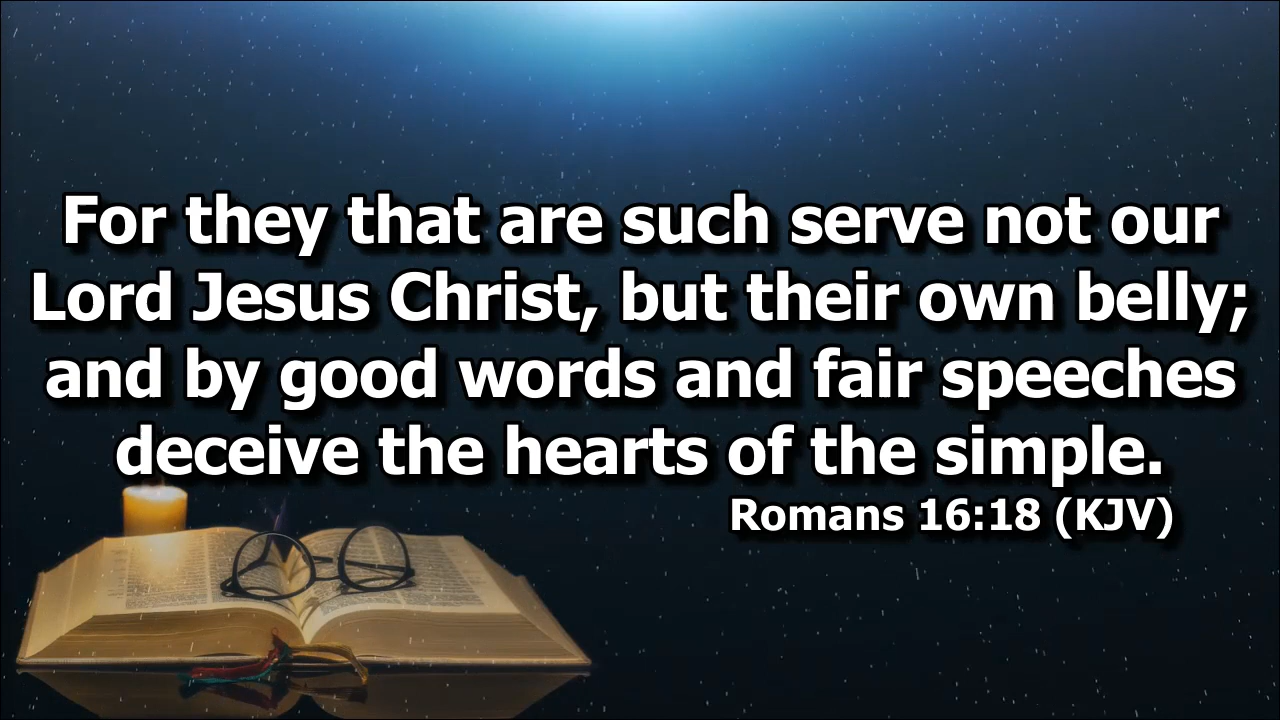 For they that are such serve not our
Lord Jesus Christ, but their own belly;
and by good words and fair speeches
deceive the hearts of the simple.
Romans 16:18 (KJV)